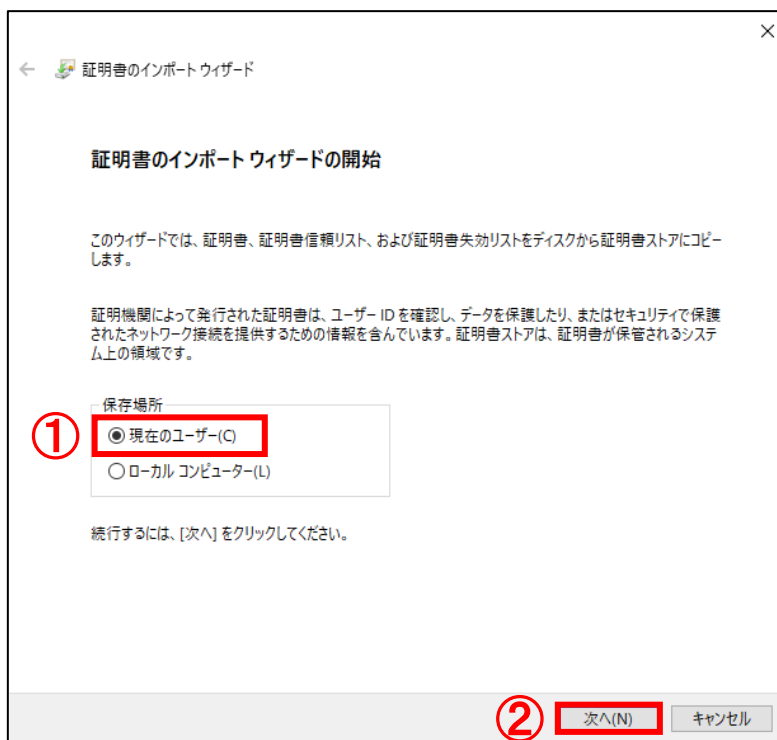 証明書のインポート ウィザード
証明書のインポート ウィザードの開始
このウィザードでは、証明書、証明書信頼リスト、および証明書失効リストをディスクから証明書ストアにコピー
します。
証明機関によって発行された証明書は、ユーザー ID を確認し、データを保護したり、またはセキュリティで保護
されたネットワーク接続を提供するための情報を含んでいます。証明書ストアは、証明書が保管されるシステ
ム上の領域です。
保存場所
① 現在のユーザー(C)
ローカル コンピューター(L)
続行するには、[次へ] をクリックしてください。
② 次へ(N) キャンセル